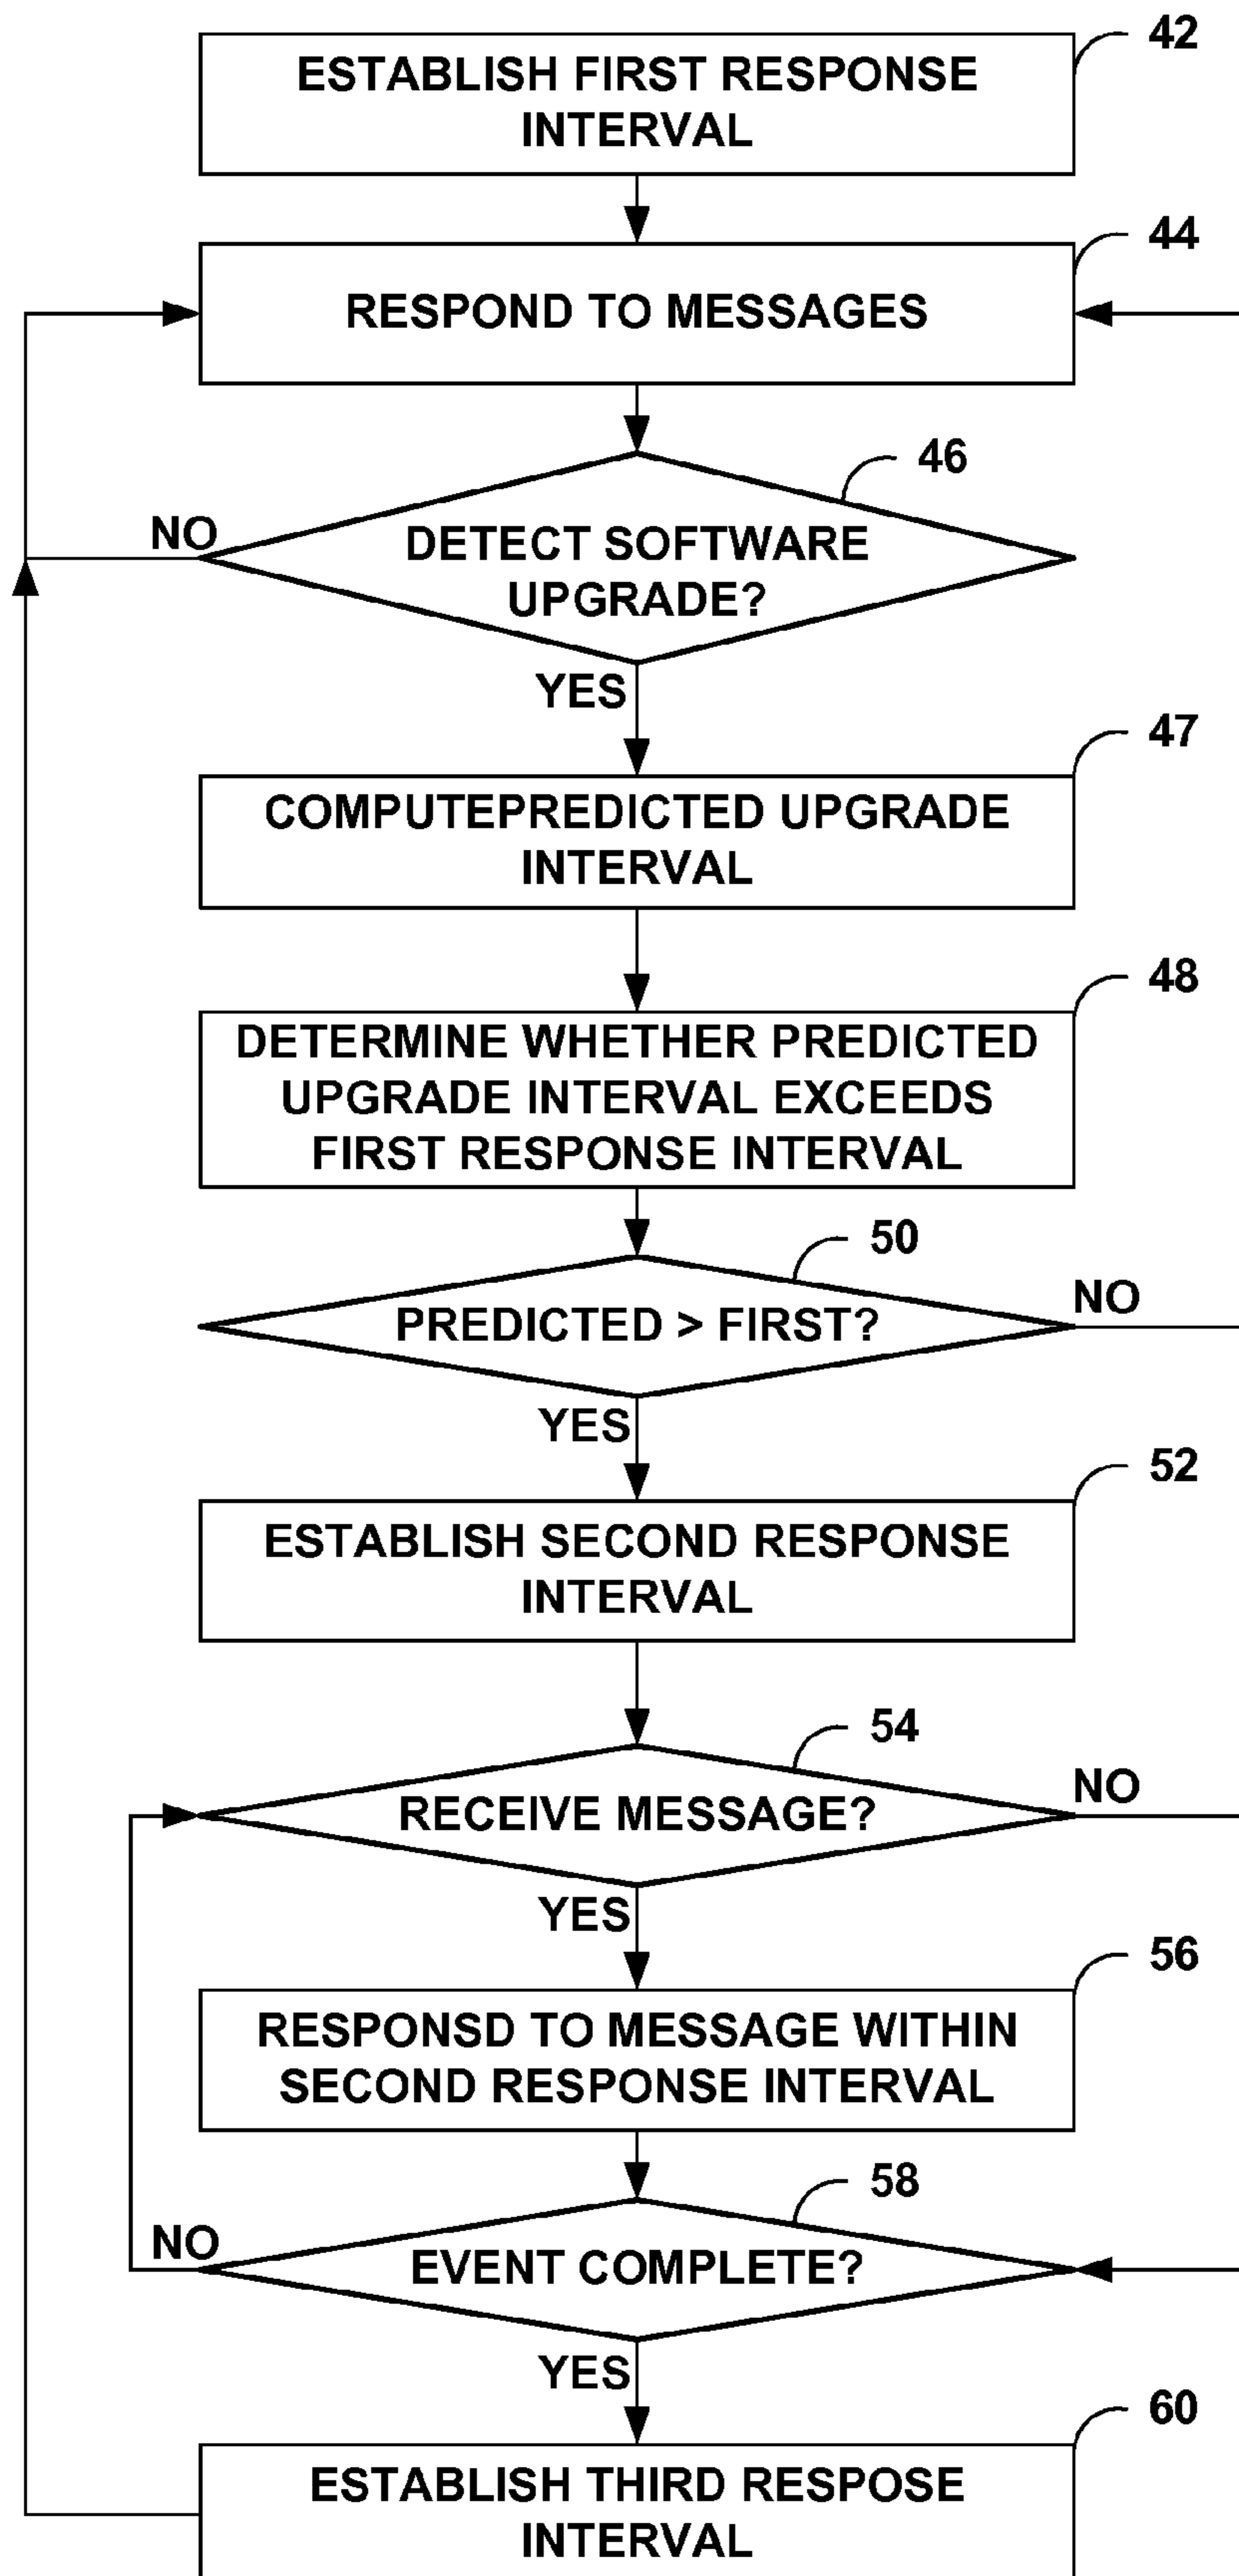 42
ESTABLISH FIRST RESPONSE
INTERVAL
44
RESPOND TO MESSAGES
46
NO
DETECT SOFTWARE
UPGRADE?
YES
47
COMPUTEPREDICTED UPGRADE
INTERVAL
48
DETERMINE WHETHER PREDICTED
UPGRADE INTERVAL EXCEEDS
FIRST RESPONSE INTERVAL
50
NO
PREDICTED > FIRST?
YES
52
ESTABLISH SECOND RESPONSE
INTERVAL
54
NO
RECEIVE MESSAGE?
YES
56
RESPONSD TO MESSAGE WITHIN
SECOND RESPONSE INTERVAL
58
NO
EVENT COMPLETE?
YES
60
ESTABLISH THIRD RESPOSE
INTERVAL